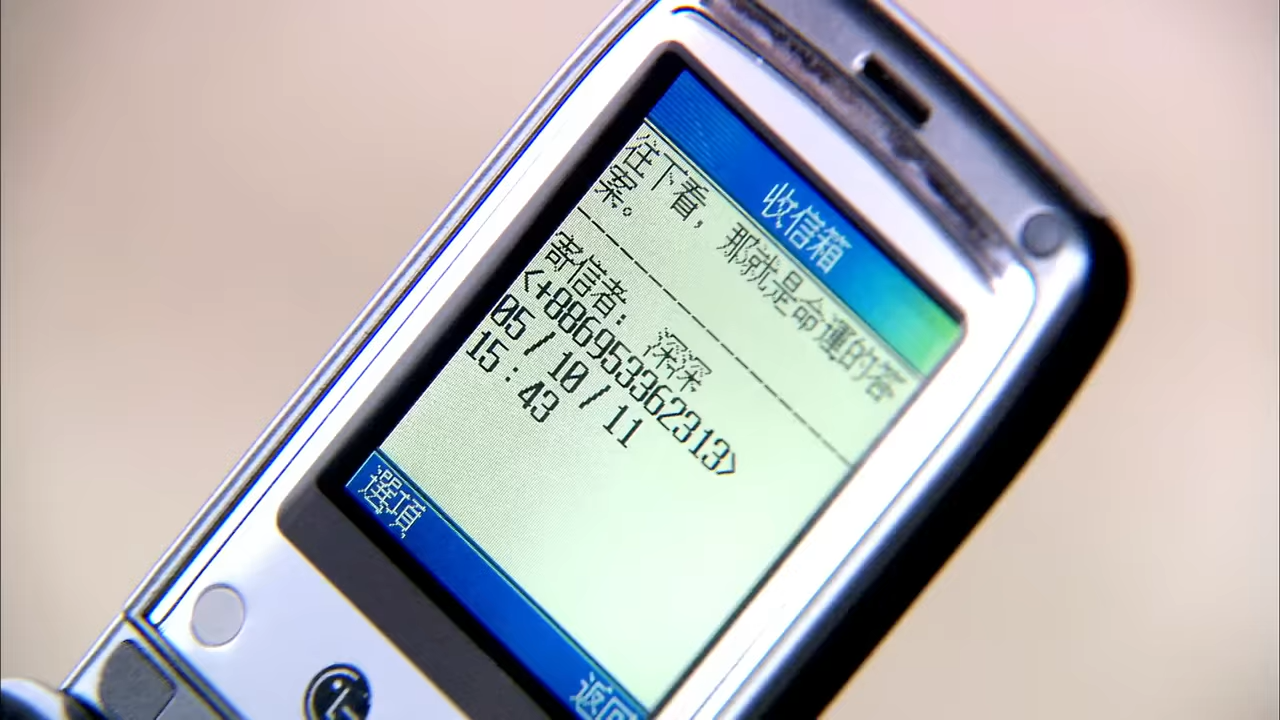 收信箱
往下看，那就是命運的答
案。
寄信者： 深深
<+886953362313>
05/10/11
15:43
選項
返回